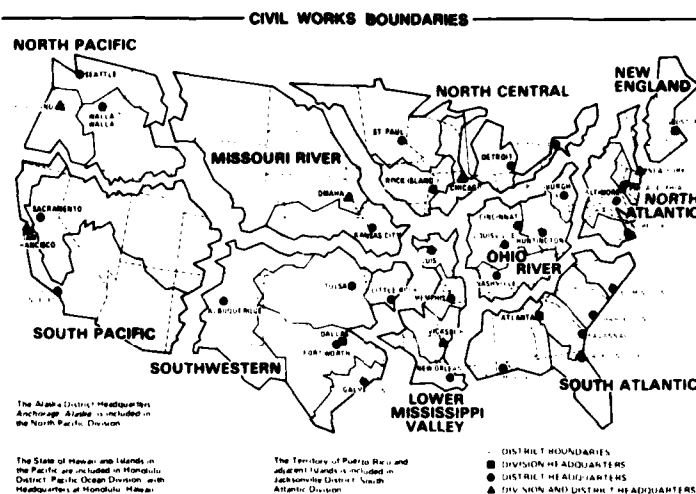 CIVIL WORKS BOUNDARIES
NORTH PACIFIC
SEATTLE
WALLA
WALLA
NORTH CENTRAL
NEW
ENGLAND
ST. PAUL
DETROIT
ROCK ISLAND
CHICAGO
MISSOURI RIVER
OMAHA
KANSAS CITY
NORTH
ATLANTIC
CINCINNATI
HUNTINGTON
OHIO
RIVER
NASHVILLE
SACRAMENTO
SOUTH PACIFIC
TULSA
LITTLE
MEMPHIS
ATLANTA
DALLAS
FORT WORTH
NEW ORLEANS
SOUTHWESTERN
LOWER
MISSISSIPPI
VALLEY
SOUTH ATLANTIC
The Alaska District Headquarters
Anchorage Alaska is included in
the North Pacific Division
The State of Hawaii and Islands in
the Pacific are included in Honolulu
District Pacific Ocean Division with
Headquarters at Honolulu Hawaii
The Territory of Puerto Rico and
adjacent Islands is included in
Jacksonville District South
Atlantic Division
DISTRICT BOUNDARIES
DIVISION HEADQUARTERS
DISTRICT HEADQUARTERS
DIVISION AND DISTRICT HEADQUARTERS